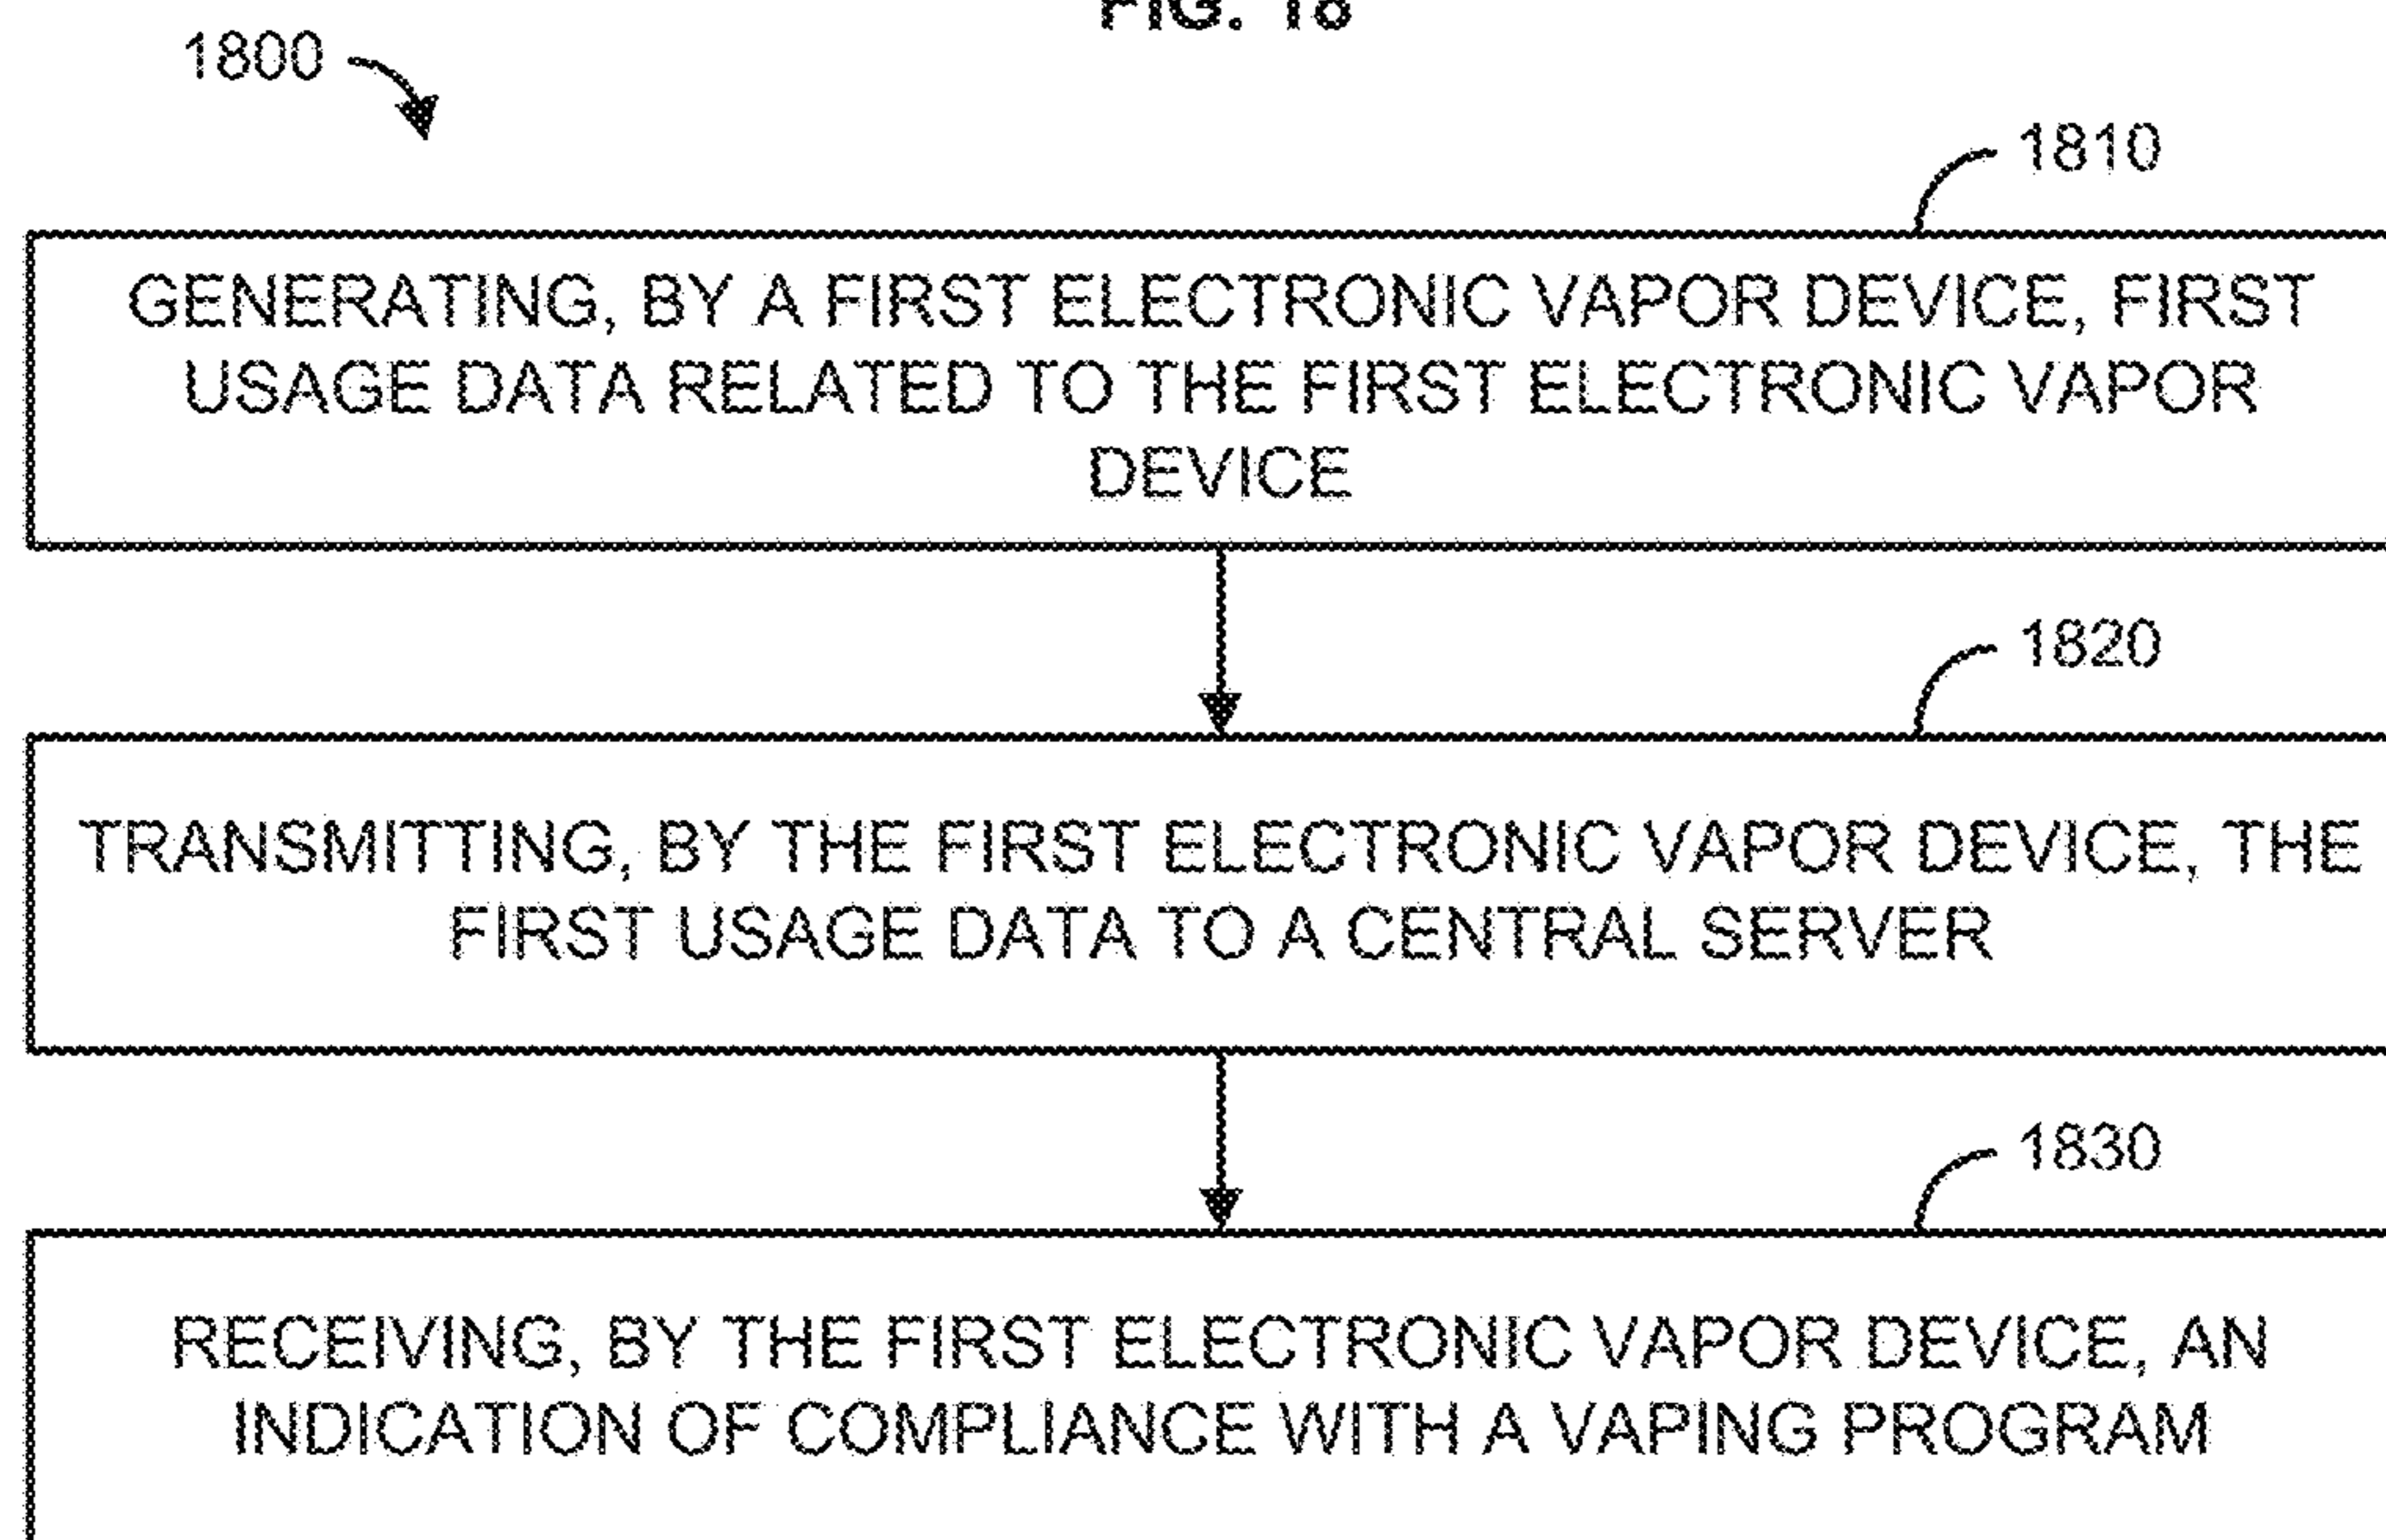 FIG. 18
1800
1810
GENERATING, BY A FIRST ELECTRONIC VAPOR DEVICE, FIRST
USAGE DATA RELATED TO THE FIRST ELECTRONIC VAPOR
DEVICE
1820
TRANSMITTING, BY THE FIRST ELECTRONIC VAPOR DEVICE, THE
FIRST USAGE DATA TO A CENTRAL SERVER
1830
RECEIVING, BY THE FIRST ELECTRONIC VAPOR DEVICE, AN
INDICATION OF COMPLIANCE WITH A VAPING PROGRAM